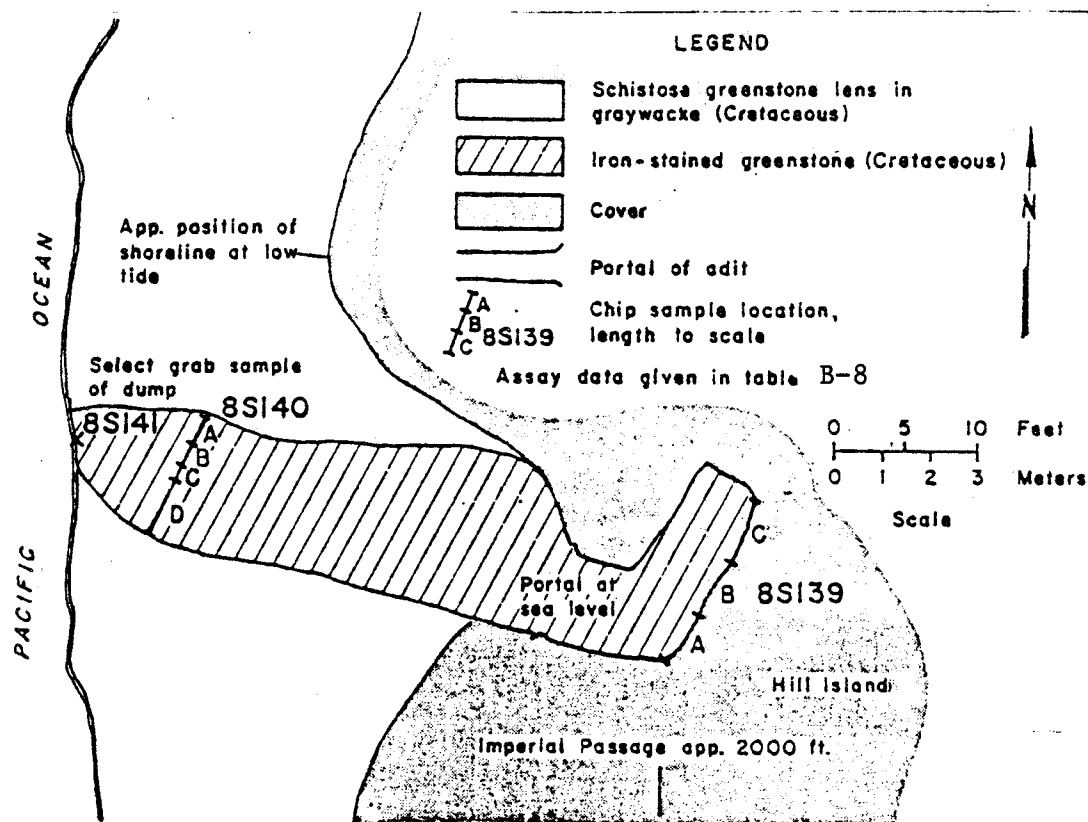 LEGEND
Schistose greenstone lens in
graywacke (Cretaceous)
Iron-stained greenstone (Cretaceous)
Cover
Portal of adit
A
B
C
8S139
Chip sample location,
length to scale
Assay data given in table B-8
N
0 5 10 Feet
0 1 2 3 Meters
Scale
App. position of
shoreline at low
tide
OCEAN
PACIFIC
Select grab sample
of dump
8S141
8S140
A
B
C
D
Portal at
sea level
C
B 8S139
A
Hill Island
Imperial Passage app. 2000 ft.